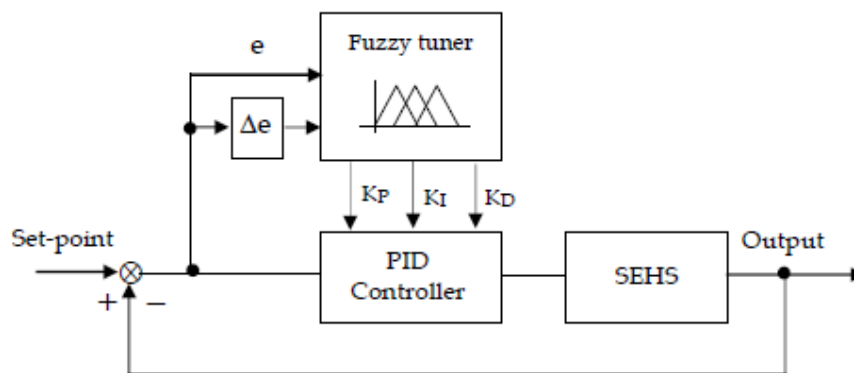 Fuzzy tuner
e
Δe
KP
KI
KD
Set-point
+
−
PID
Controller
SEHS
Output